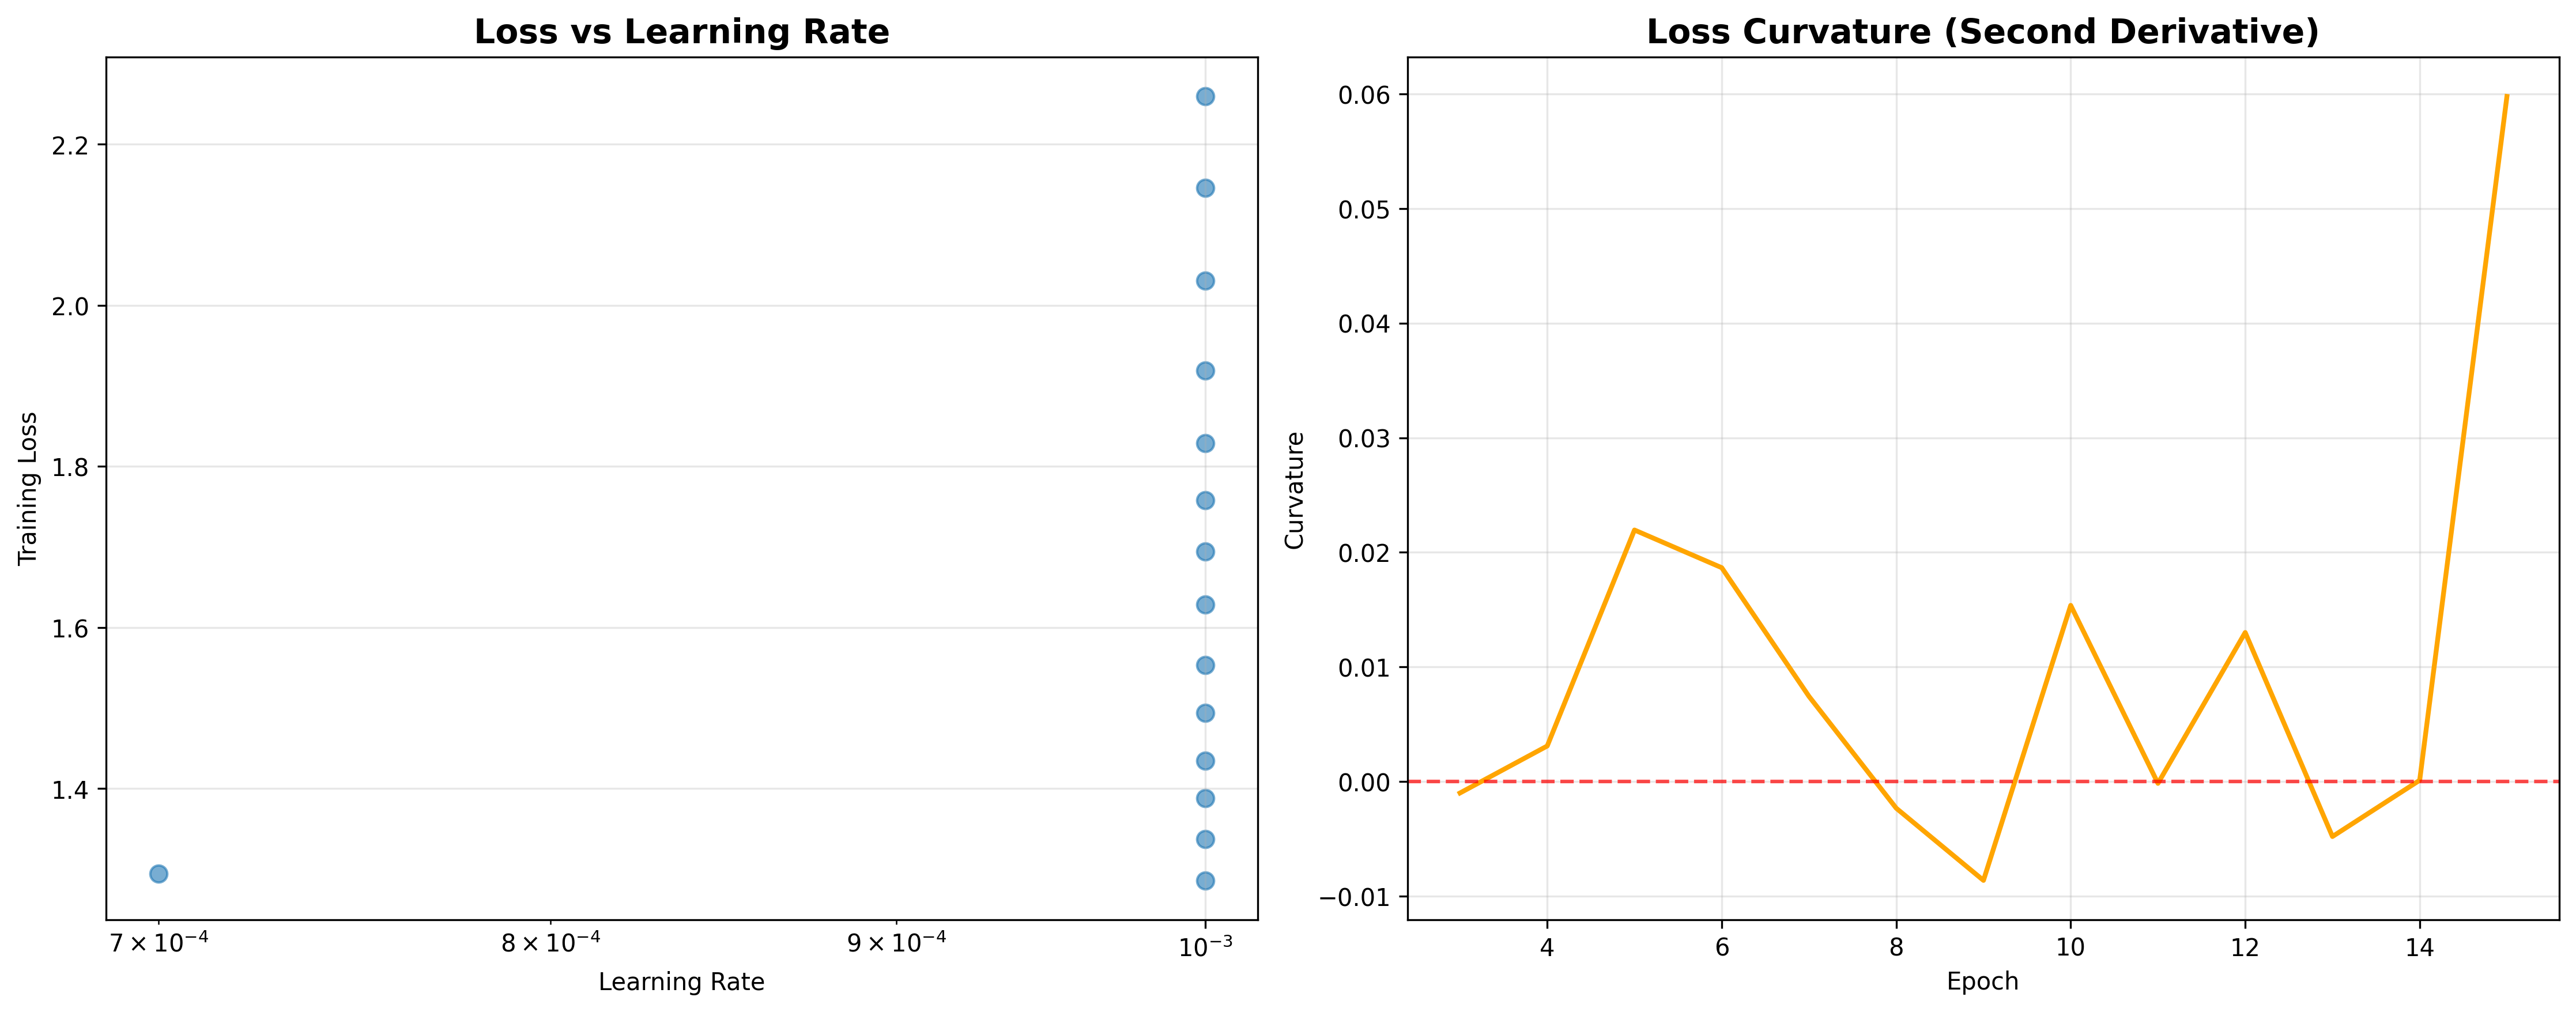 Loss vs Learning Rate
Training Loss
2.2
2.0
1.8
1.6
1.4
7 × 10⁻⁴
8 × 10⁻⁴
9 × 10⁻⁴
10⁻³
Learning Rate
Loss Curvature (Second Derivative)
Curvature
0.06
0.05
0.04
0.03
0.02
0.01
0.00
−0.01
4
6
8
10
12
14
Epoch